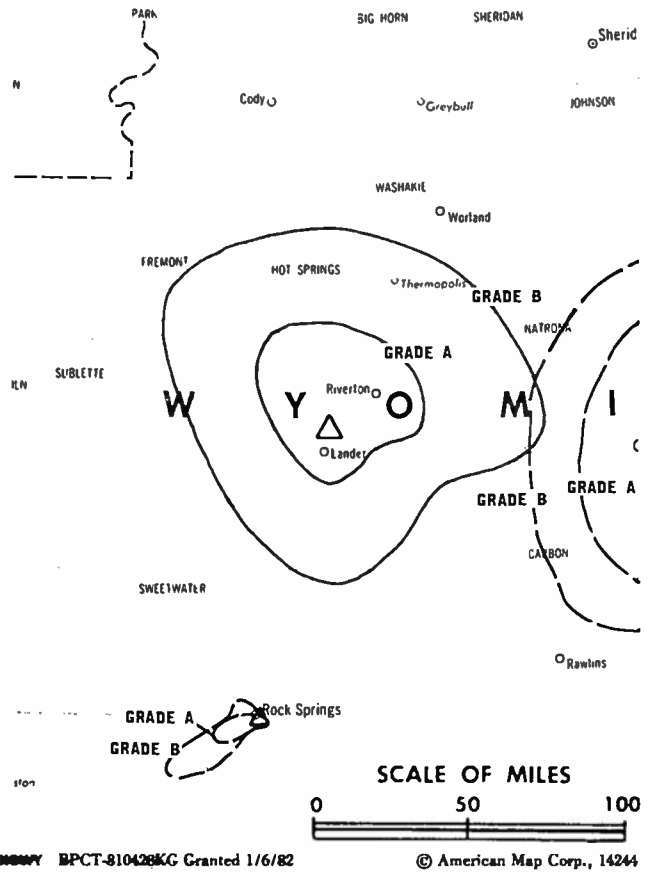 PARK
BIG HORN SHERIDAN
Sherid
N
Cody Greybull JOHNSON
WASHAKIE
Worland
FREMONT
HOT SPRINGS
Thermopolis
GRADE B
NATRONA
GRADE A
SUBLETTE
Riverton
W Y O M I
Lander
GRADE B GRADE A
CARBON
SWEETWATER
Rawlins
Rock Springs
GRADE A
GRADE B
SCALE OF MILES
0 50 100
BPCT-810428KG Granted 1/6/82 © American Map Corp., 14244